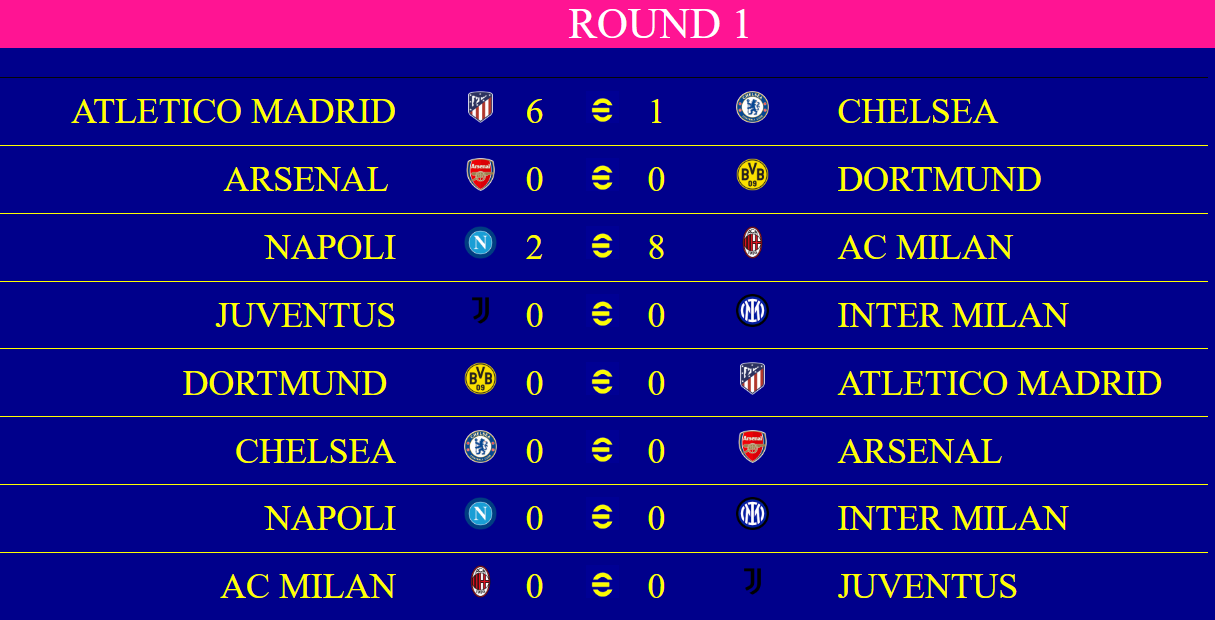 ROUND 1
ATLETICO MADRID 6 1 CHELSEA
ARSENAL 0 0 DORTMUND
NAPOLI 2 8 AC MILAN
JUVENTUS 0 0 INTER MILAN
DORTMUND 0 0 ATLETICO MADRID
CHELSEA 0 0 ARSENAL
NAPOLI 0 0 INTER MILAN
AC MILAN 0 0 JUVENTUS